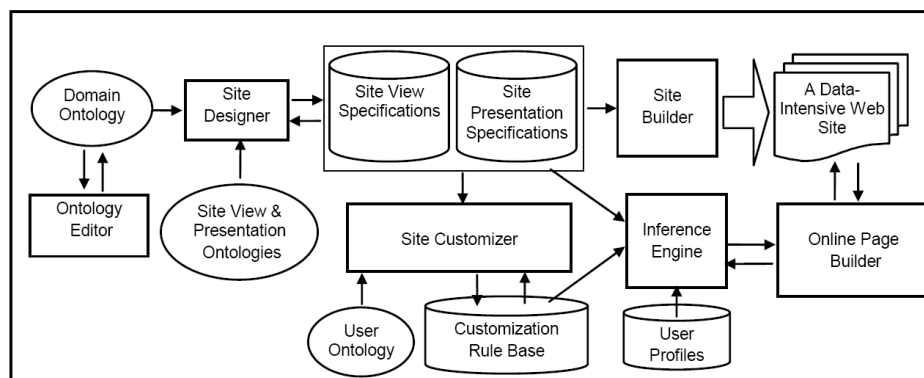 Domain
Ontology
Site
Designer
Site View
Specifications
Site
Presentation
Specifications
Site
Builder
A Data-
Intensive Web
Site
Ontology
Editor
Site View &
Presentation
Ontologies
Site Customizer
Inference
Engine
Online Page
Builder
User
Ontology
Customization
Rule Base
User
Profiles